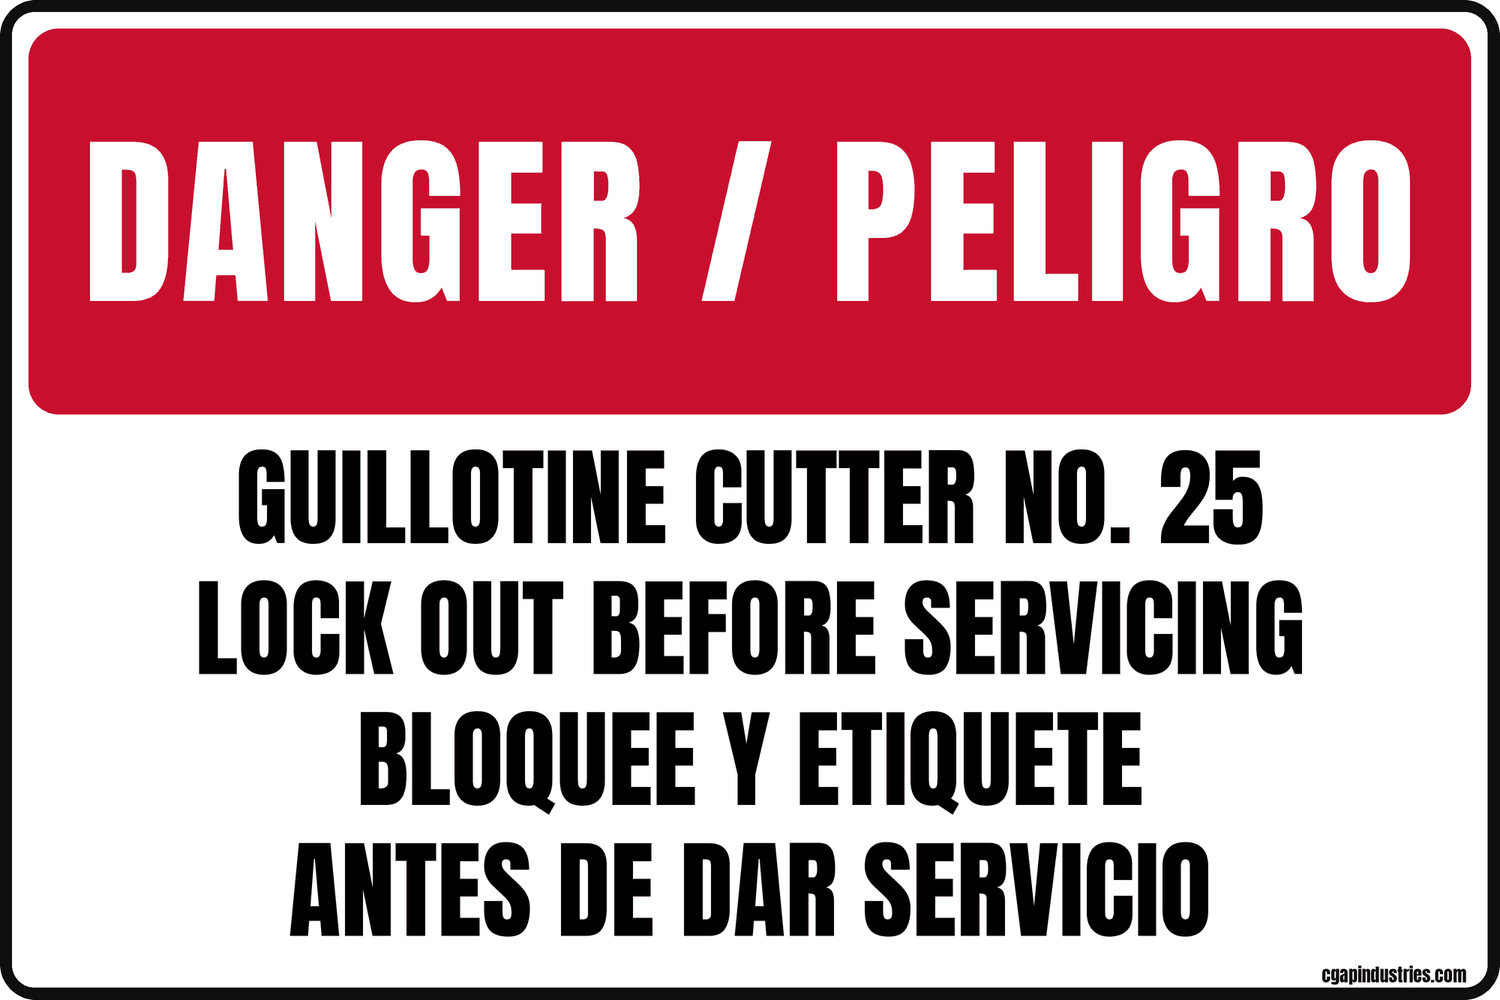 DANGER / PELIGRO
GUILLOTINE CUTTER NO. 25
LOCK OUT BEFORE SERVICING
BLOQUEE Y ETIQUETE
ANTES DE DAR SERVICIO
cgapindustries.com